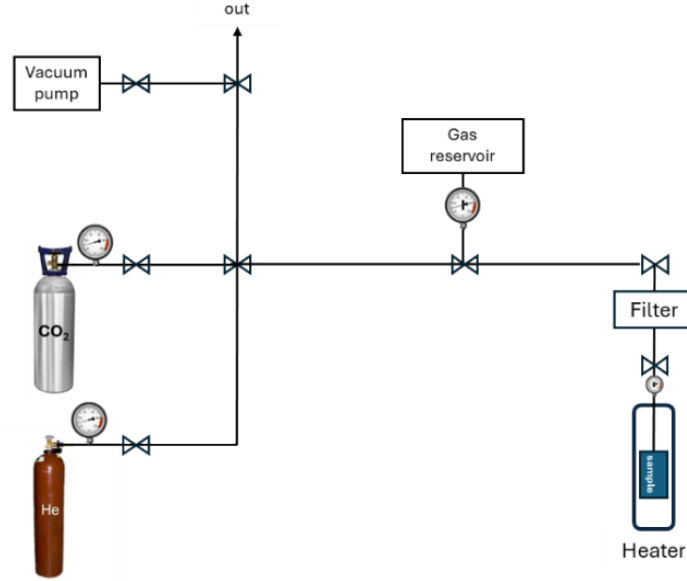 out
Vacuum
pump
Gas
reservoir
CO₂
Filter
He
sample
Heater